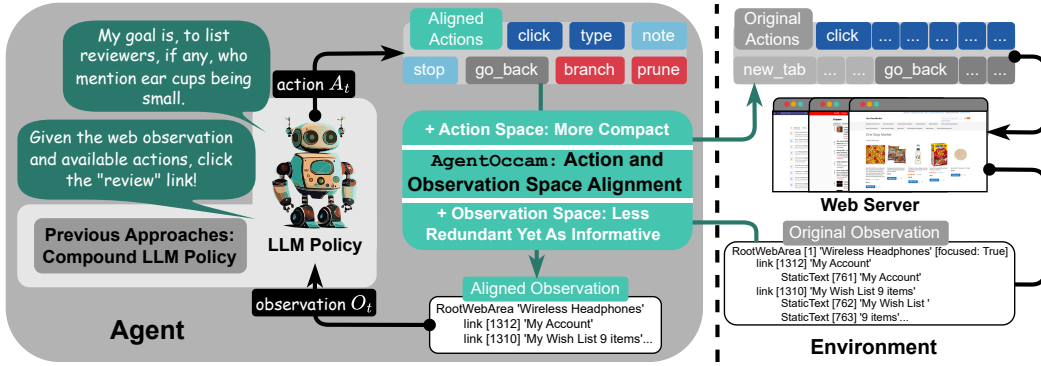 My goal is, to list
reviewers, if any, who
mention ear cups being
small.
Given the web observation
and available actions, click
the "review" link!
Previous Approaches:
Compound LLM Policy
LLM Policy
action A_t
observation O_t
Agent
Aligned
Actions
click
type
note
stop
go_back
branch
prune
+ Action Space: More Compact
AgentOccam: Action and
Observation Space Alignment
+ Observation Space: Less
Redundant Yet As Informative
Aligned Observation
RootWebArea 'Wireless Headphones'
link [1312] 'My Account'
link [1310] 'My Wish List 9 items'...
Original
Actions
click
...
...
...
...
...
new_tab
...
...
go_back
...
...
Web Server
Original Observation
RootWebArea [1] 'Wireless Headphones' [focused: True]
link [1312] 'My Account'
StaticText [761] 'My Account'
link [1310] 'My Wish List 9 items'
StaticText [762] 'My Wish List '
StaticText [763] '9 items'...
Environment